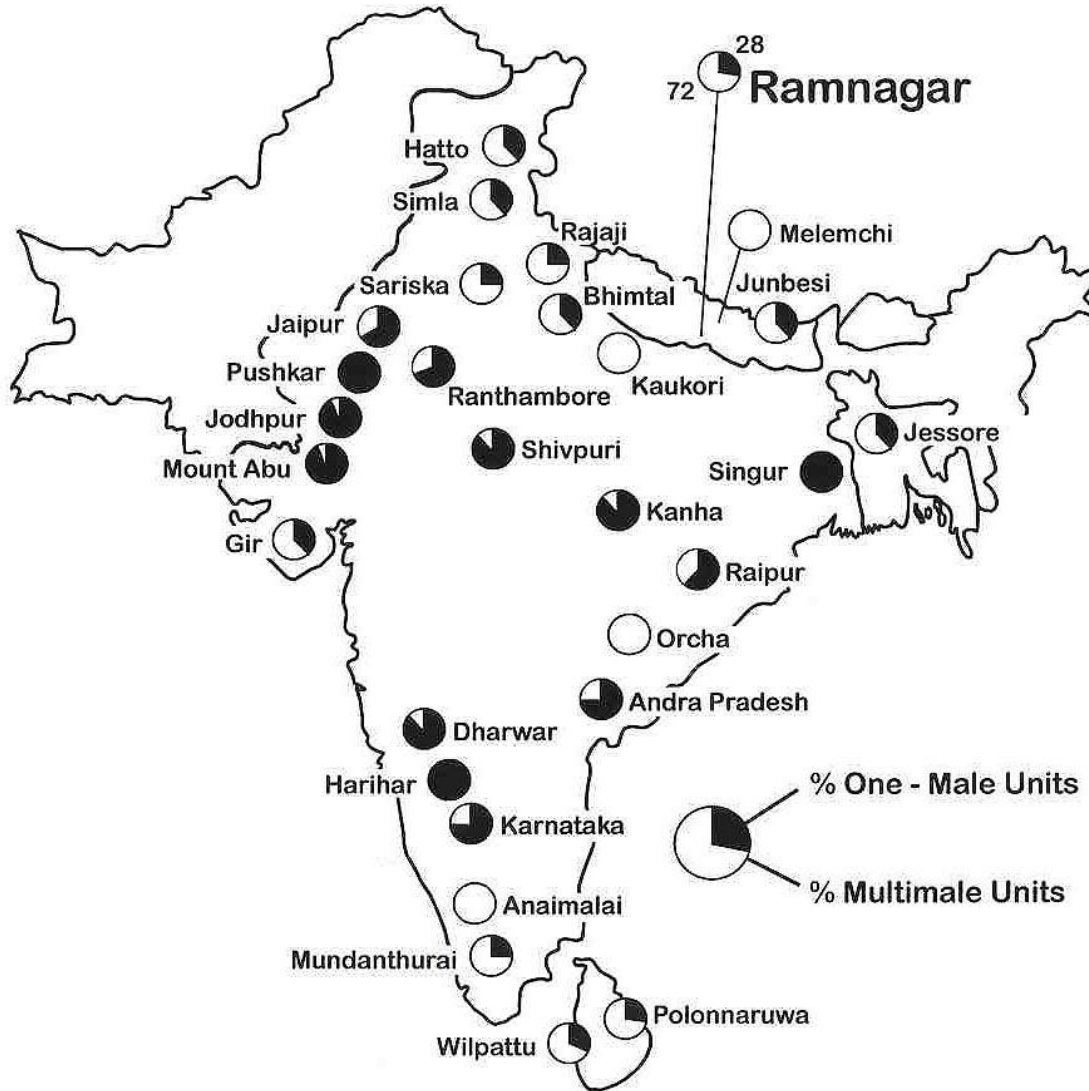 28
72
Ramnagar
Hatto
Simla
Melemchi
Rajaji
Sariska
Bhimtal
Junbesi
Jaipur
Pushkar
Kaukori
Ranthambore
Jodhpur
Jessore
Shivpuri
Mount Abu
Singur
Kanha
Gir
Raipur
Orcha
Andra Pradesh
Dharwar
Harihar
% One - Male Units
Karnataka
% Multimale Units
Anaimalai
Mundanthurai
Polonnaruwa
Wilpattu